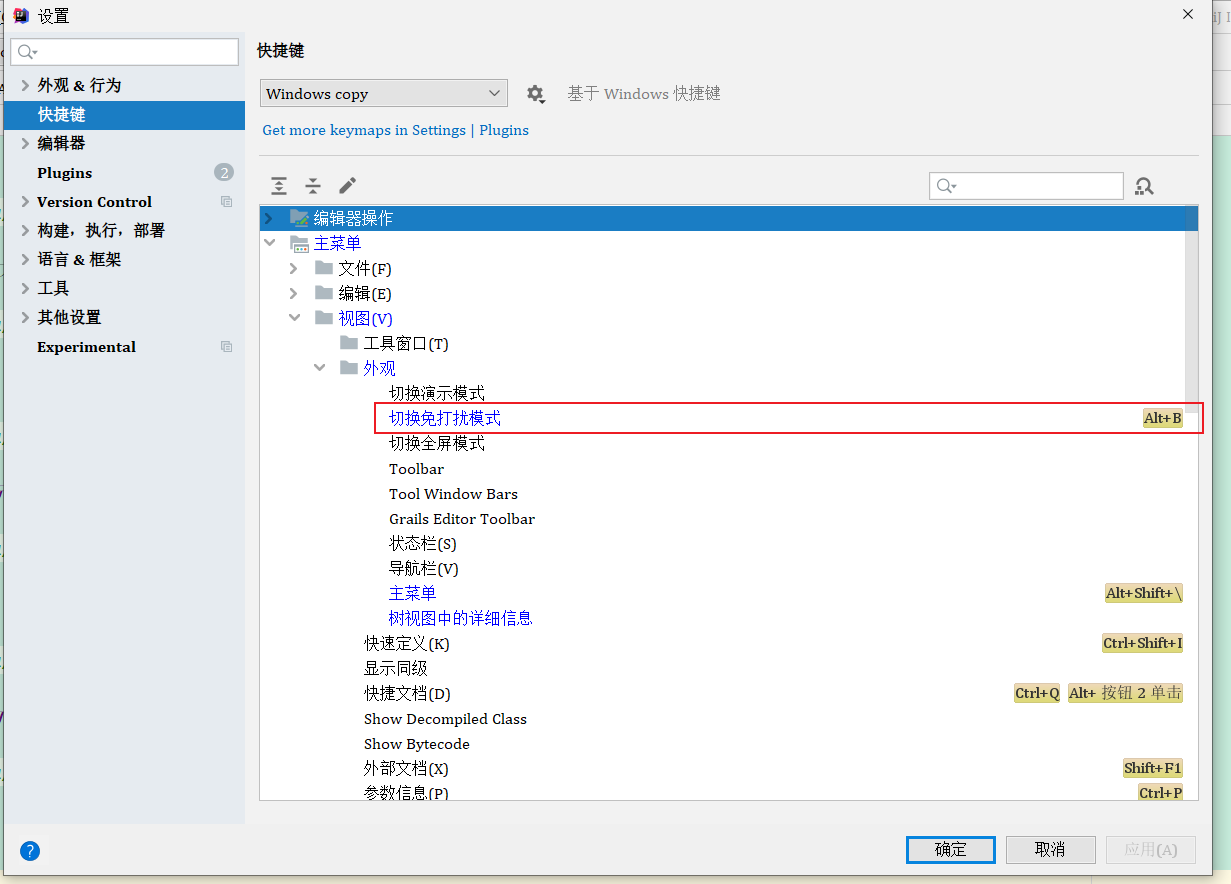 设置
快捷键
外观 & 行为
快捷键
编辑器
Plugins
2
Version Control
构建，执行，部署
语言 & 框架
工具
其他设置
Experimental
Windows copy
基于 Windows 快捷键
Get more keymaps in Settings | Plugins
编辑器操作
主菜单
文件(F)
编辑(E)
视图(V)
工具窗口(T)
外观
切换演示模式
切换免打扰模式 Alt+B
切换全屏模式
Toolbar
Tool Window Bars
Grails Editor Toolbar
状态栏(S)
导航栏(V)
主菜单 Alt+Shift+\
树视图中的详细信息
快速定义(K) Ctrl+Shift+I
显示同级
快捷文档(D) Ctrl+Q Alt+ 按钮 2 单击
Show Decompiled Class
Show Bytecode
外部文档(X) Shift+F1
参数信息(P) Ctrl+P
?
确定
取消
应用(A)